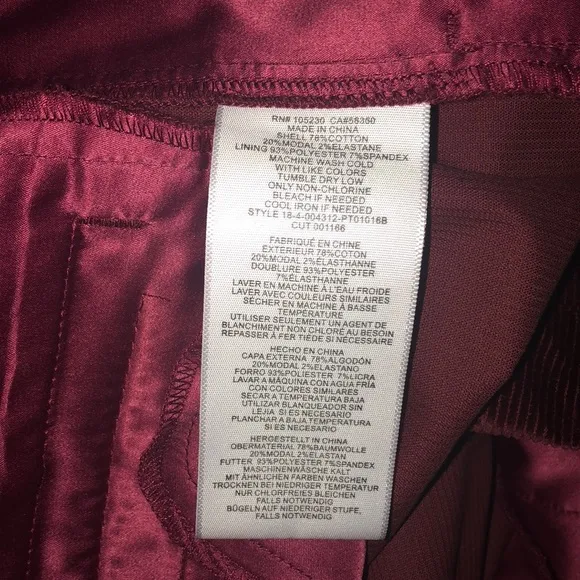 RN# 105230 CA#56350
MADE IN CHINA
SHELL 78%COTTON
20%MODAL 2%ELASTANE
LINING 93%POLYESTER 7%SPANDEX
MACHINE WASH COLD
WITH LIKE COLORS
TUMBLE DRY LOW
ONLY NON-CHLORINE
BLEACH IF NEEDED
COOL IRON IF NEEDED
STYLE 18-4-004312-PT01016B
CUT 001166
FABRIQUÉ EN CHINE
EXTERIEUR 78%COTON
20%MODAL 2%ÉLASTHANNE
DOUBLURE 93%POLYESTER
7%ÉLASTHANNE
LAVER EN MACHINE À L'EAU FROIDE
LAVER AVEC COULEURS SIMILAIRES
SÉCHER EN MACHINE À BASSE
TEMPÉRATURE
UTILISER SEULEMENT UN AGENT DE
BLANCHIMENT NON CHLORÉ AU BESOIN
REPASSER À FER TIÈDE SI NÉCESSAIRE
HECHO EN CHINA
CAPA EXTERNA 78%ALGODÓN
20%MODAL 2%ELASTANO
FORRO 93%POLIESTER 7%LICRA
LAVAR A MÁQUINA CON AGUA FRÍA
CON COLORES SIMILARES
SECAR A TEMPERATURA BAJA
UTILIZAR BLANQUEADOR SIN
LEJIA SI ES NECESARIO
PLANCHAR A BAJA TEMPERATURA
SI ES NECESARIO
HERGESTELLT IN CHINA
OBERMATERIAL 78%BAUMWOLLE
20%MODAL 2%ELASTAN
FUTTER 93%POLYESTER 7%SPANDEX
MASCHINENWÄSCHE KALT
MIT ÄHNLICHEN FARBEN WASCHEN
TROCKNEN BEI NIEDRIGER TEMPERATUR
NUR CHLORFREIES BLEICHEN
FALLS NOTWENDIG
BÜGELN AUF NIEDRIGER STUFE,
FALLS NOTWENDIG